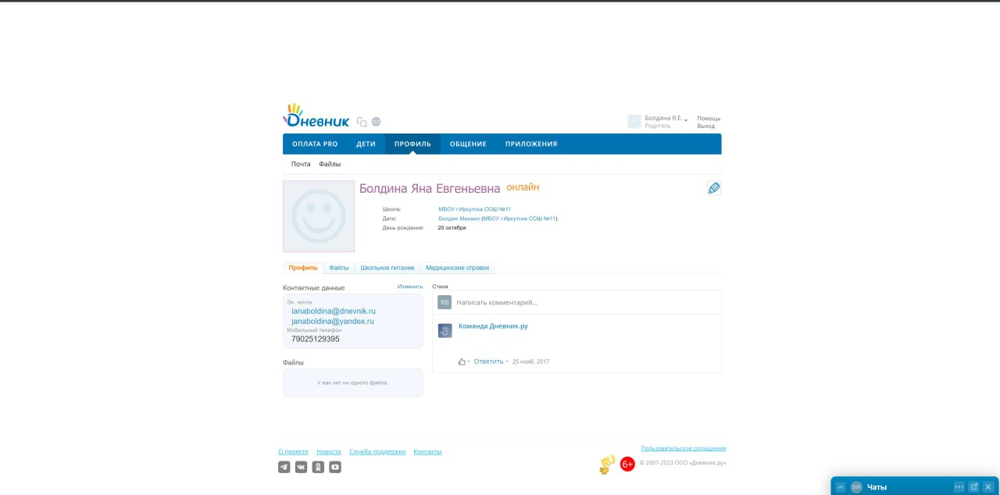 Дневник
Болдина Я.Е.
Родитель
Помощь
Выход
ОПЛАТА PRO ДЕТИ ПРОФИЛЬ ОБЩЕНИЕ ПРИЛОЖЕНИЯ
Почта Файлы
Болдина Яна Евгеньевна онлайн
Школа: МБОУ г.Иркутска СОШ №11
Дети: Болдин Михаил (МБОУ г.Иркутска СОШ №11)
День рождения: 20 октября
Профиль Файлы Школьное питание Медицинские справки
Контактные данные Изменить
Эл. почта
ianaboldina@dnevnik.ru
janaboldina@yandex.ru
Мобильный телефон
79025129395
Файлы
У вас нет ни одного файла.
Стена
ЯБ Написать комментарий...
Команда Дневник.ру
Ответить • 25 нояб. 2017
О проекте Новости Служба поддержки Контакты
Пользовательское соглашение
6+ © 2007-2023 ООО «Дневник.ру»
БЯ Чаты